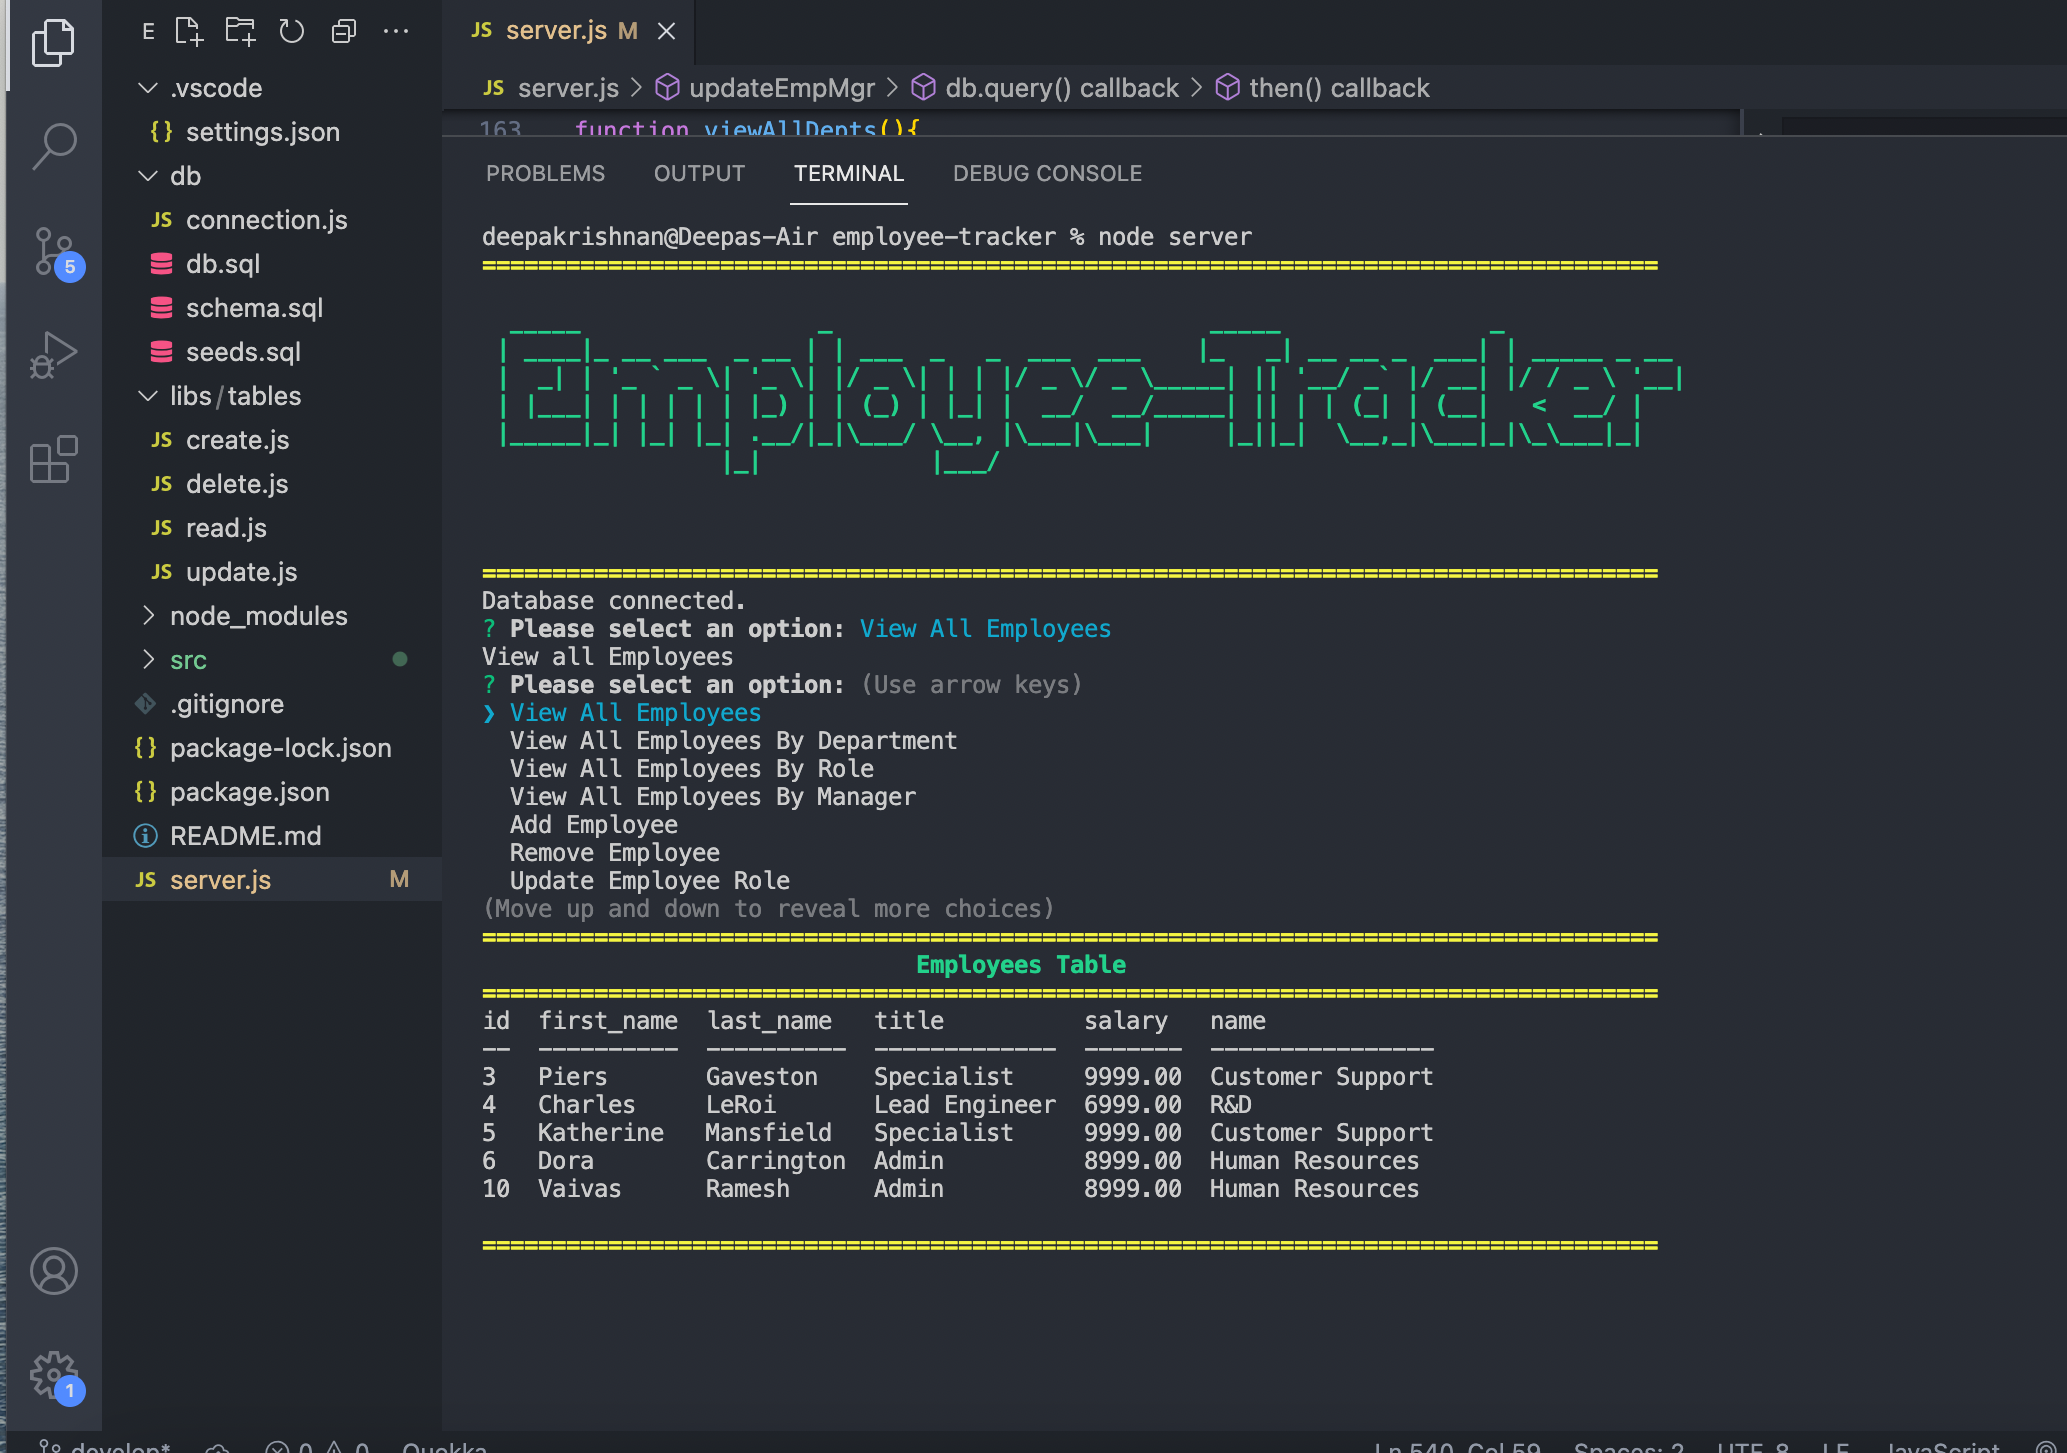 E
JS server.js M
JS server.js > updateEmpMgr > db.query() callback > then() callback
163 function viewAllDepts(){
.vscode
{} settings.json
db
JS connection.js
db.sql
schema.sql
seeds.sql
libs/tables
JS create.js
JS delete.js
JS read.js
JS update.js
node_modules
src
.gitignore
{} package-lock.json
{} package.json
README.md
JS server.js M
5
1
PROBLEMS OUTPUT TERMINAL DEBUG CONSOLE
deepakrishnan@Deepas-Air employee-tracker % node server
====================================================================================
Employee-Tracker
====================================================================================
Database connected.
? Please select an option: View All Employees
View all Employees
? Please select an option: (Use arrow keys)
❯ View All Employees
View All Employees By Department
View All Employees By Role
View All Employees By Manager
Add Employee
Remove Employee
Update Employee Role
(Move up and down to reveal more choices)
====================================================================================
Employees Table
====================================================================================
id first_name last_name title salary name
-- ---------- ---------- ------------- ------- ----------------
3 Piers Gaveston Specialist 9999.00 Customer Support
4 Charles LeRoi Lead Engineer 6999.00 R&D
5 Katherine Mansfield Specialist 9999.00 Customer Support
6 Dora Carrington Admin 8999.00 Human Resources
10 Vaivas Ramesh Admin 8999.00 Human Resources
====================================================================================
develop* 0 0 Quokka Ln 540, Col 59 Spaces: 2 UTF-8 LF JavaScript